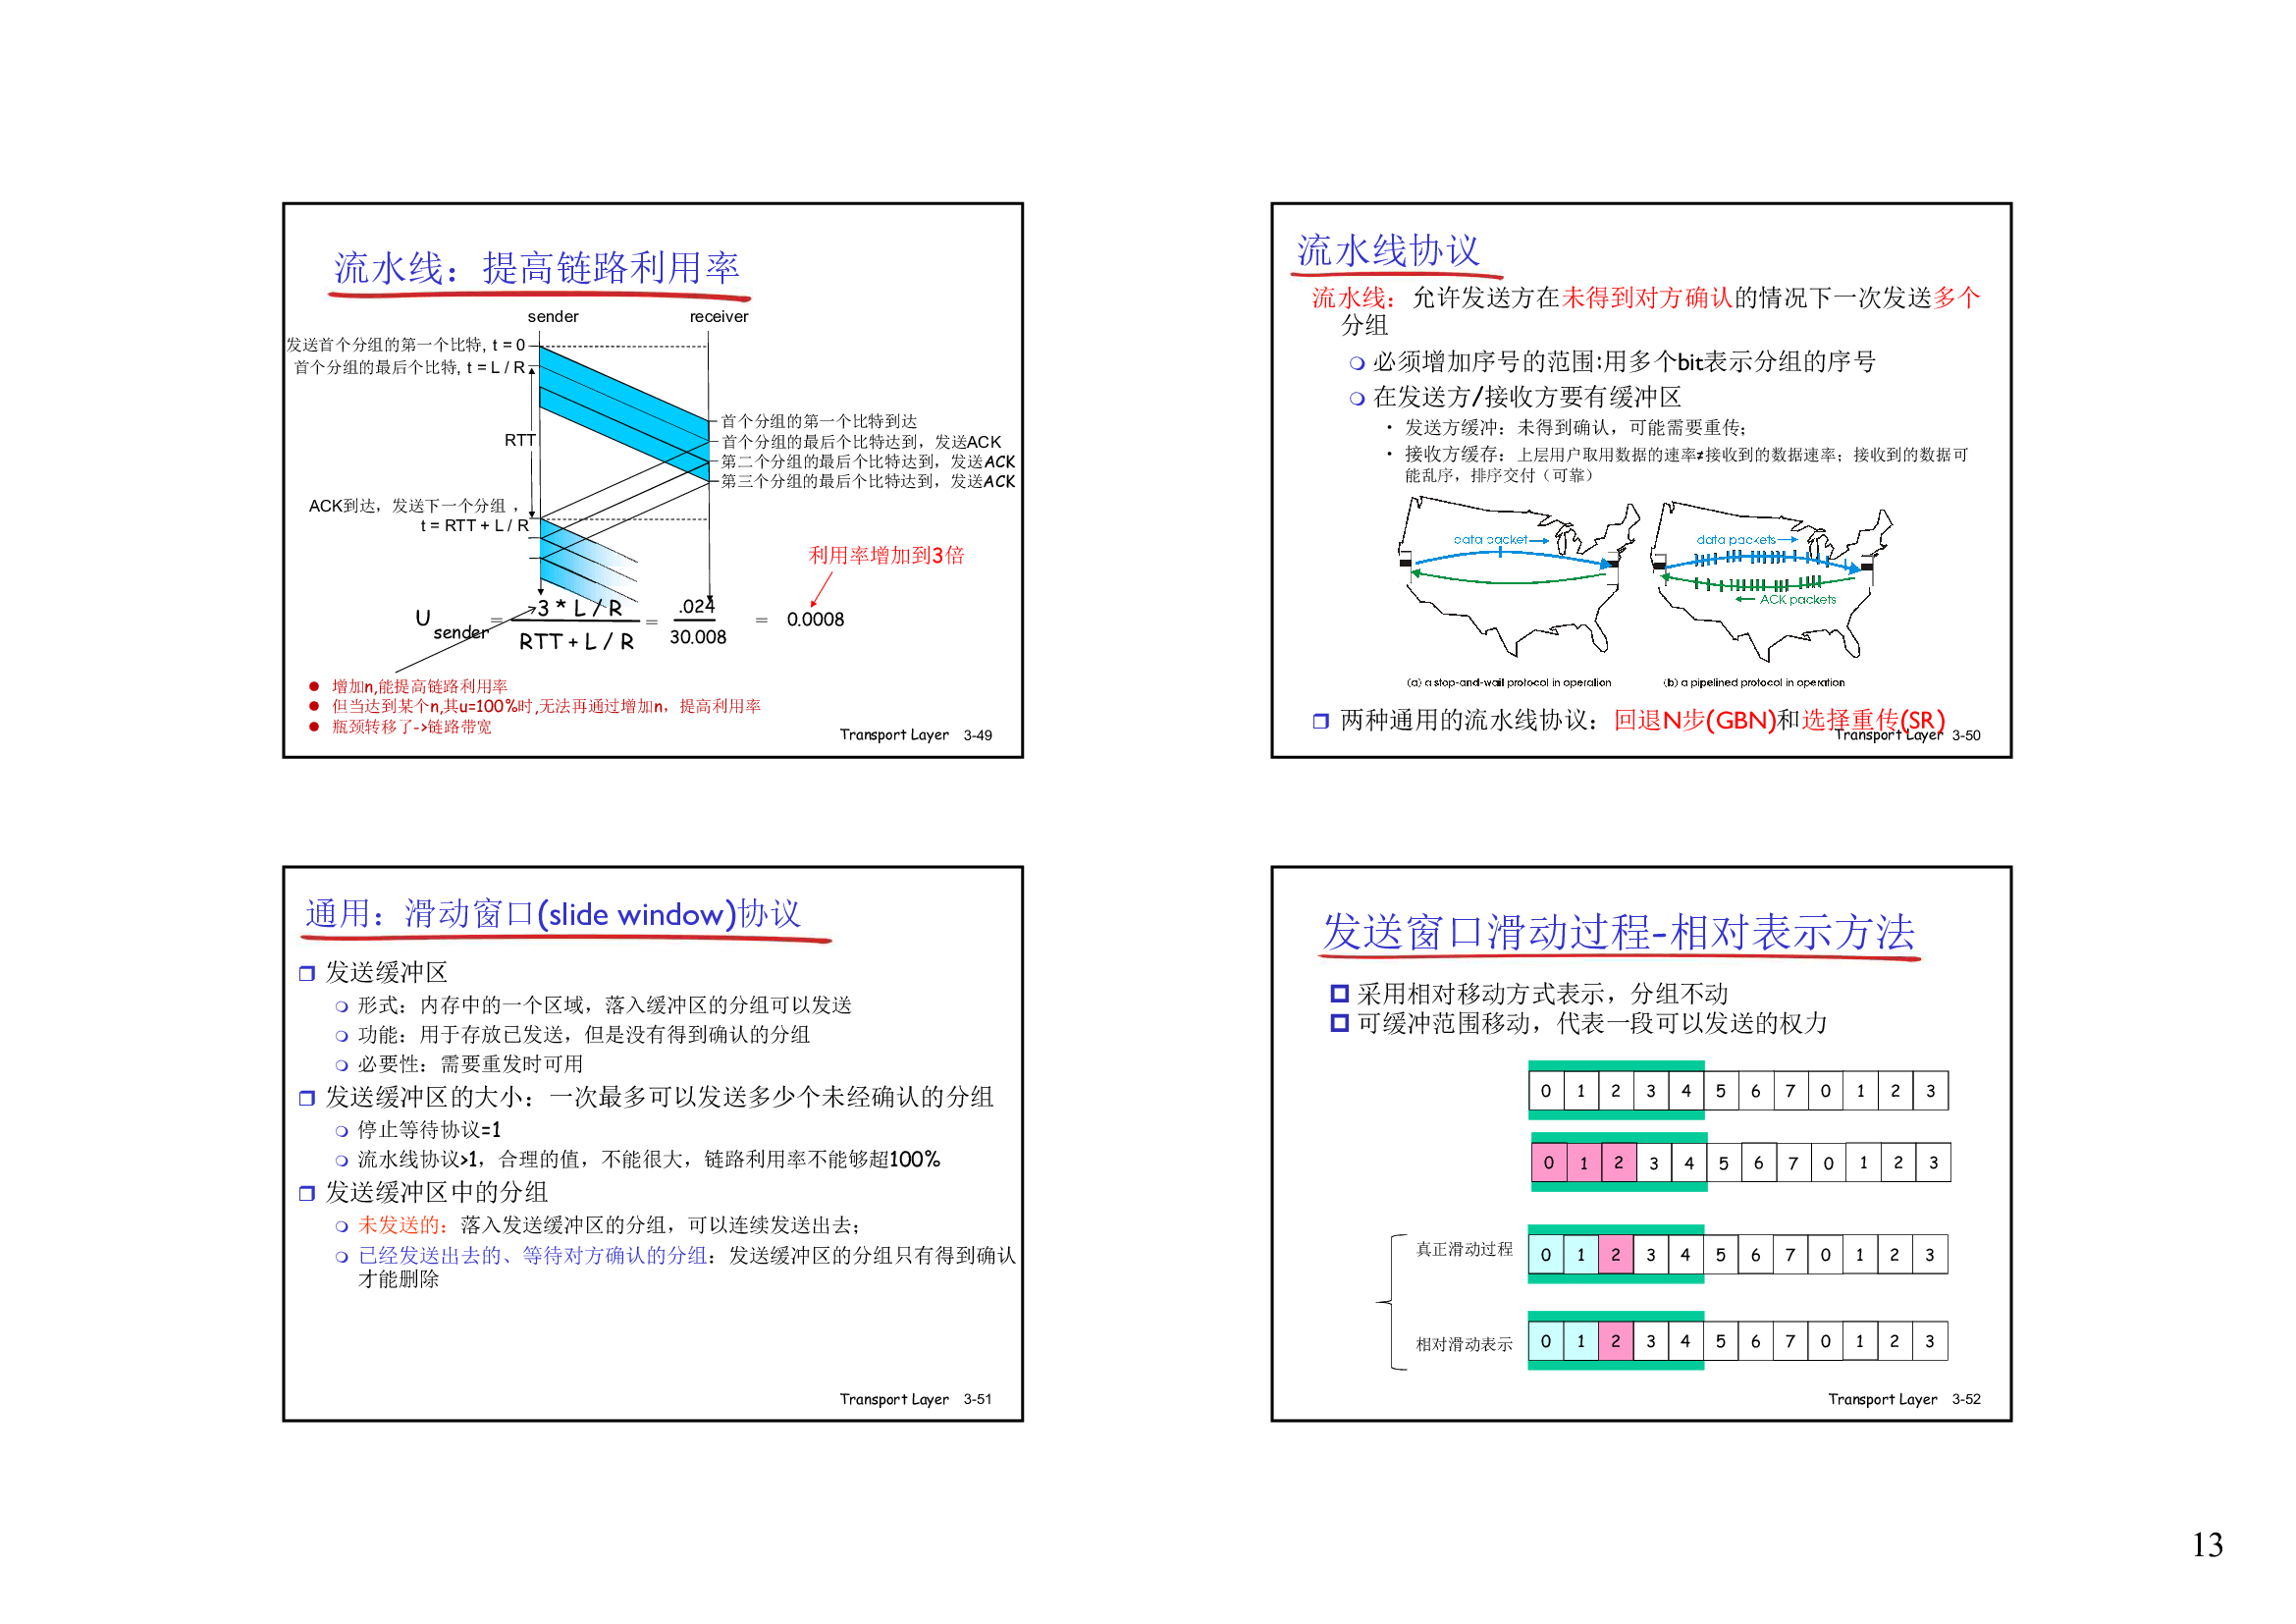 流水线：提高链路利用率
sender receiver
发送首个分组的第一个比特, t = 0
首个分组的最后个比特, t = L / R
首个分组的第一个比特到达
RTT
首个分组的最后个比特达到，发送ACK
第二个分组的最后个比特达到，发送ACK
第三个分组的最后个比特达到，发送ACK
ACK到达，发送下一个分组，
t = RTT + L / R
利用率增加到3倍
U sender = 3 * L / R / RTT + L / R = .024 / 30.008 = 0.0008
增加n,能提高链路利用率
但当达到某个n,其u=100%时,无法再通过增加n，提高利用率
瓶颈转移了->链路带宽
Transport Layer 3-49
流水线协议
流水线：允许发送方在未得到对方确认的情况下一次发送多个
分组
必须增加序号的范围:用多个bit表示分组的序号
在发送方/接收方要有缓冲区
• 发送方缓冲：未得到确认，可能需要重传；
• 接收方缓存：上层用户取用数据的速率≠接收到的数据速率；接收到的数据可
能乱序，排序交付（可靠）
data packet
data packets
ACK packets
(a) a stop-and-wait protocol in operation
(b) a pipelined protocol in operation
两种通用的流水线协议：回退N步(GBN)和选择重传(SR)
Transport Layer 3-50
通用：滑动窗口(slide window)协议
发送缓冲区
形式：内存中的一个区域，落入缓冲区的分组可以发送
功能：用于存放已发送，但是没有得到确认的分组
必要性：需要重发时可用
发送缓冲区的大小：一次最多可以发送多少个未经确认的分组
停止等待协议=1
流水线协议>1，合理的值，不能很大，链路利用率不能够超100%
发送缓冲区中的分组
未发送的：落入发送缓冲区的分组，可以连续发送出去；
已经发送出去的、等待对方确认的分组：发送缓冲区的分组只有得到确认
才能删除
Transport Layer 3-51
发送窗口滑动过程-相对表示方法
采用相对移动方式表示，分组不动
可缓冲范围移动，代表一段可以发送的权力
0 1 2 3 4 5 6 7 0 1 2 3
0 1 2 3 4 5 6 7 0 1 2 3
真正滑动过程 0 1 2 3 4 5 6 7 0 1 2 3
相对滑动表示 0 1 2 3 4 5 6 7 0 1 2 3
Transport Layer 3-52
13